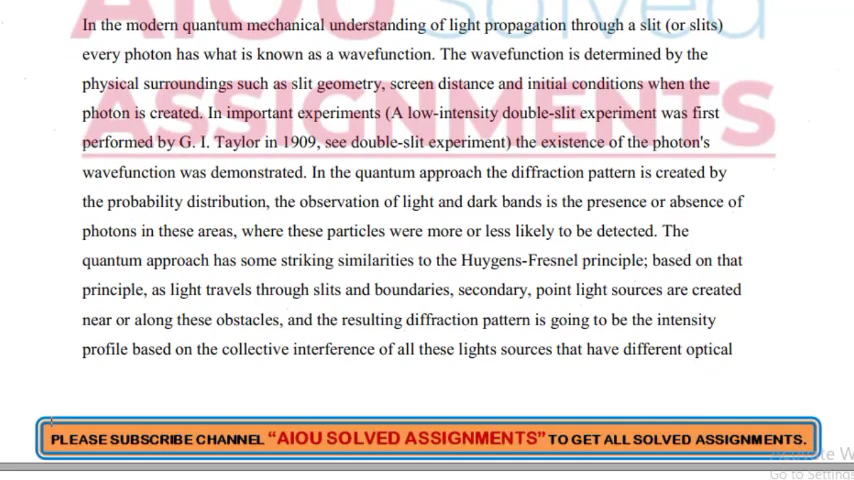 AIOU Solved
In the modern quantum mechanical understanding of light propagation through a slit (or slits)
every photon has what is known as a wavefunction. The wavefunction is determined by the
physical surroundings such as slit geometry, screen distance and initial conditions when the
photon is created. In important experiments (A low-intensity double-slit experiment was first
ASSIGNMENTS
performed by G. I. Taylor in 1909, see double-slit experiment) the existence of the photon's
wavefunction was demonstrated. In the quantum approach the diffraction pattern is created by
the probability distribution, the observation of light and dark bands is the presence or absence of
photons in these areas, where these particles were more or less likely to be detected. The
quantum approach has some striking similarities to the Huygens-Fresnel principle; based on that
principle, as light travels through slits and boundaries, secondary, point light sources are created
near or along these obstacles, and the resulting diffraction pattern is going to be the intensity
profile based on the collective interference of all these lights sources that have different optical
PLEASE SUBSCRIBE CHANNEL “AIOU SOLVED ASSIGNMENTS” TO GET ALL SOLVED ASSIGNMENTS.
Go to Settings